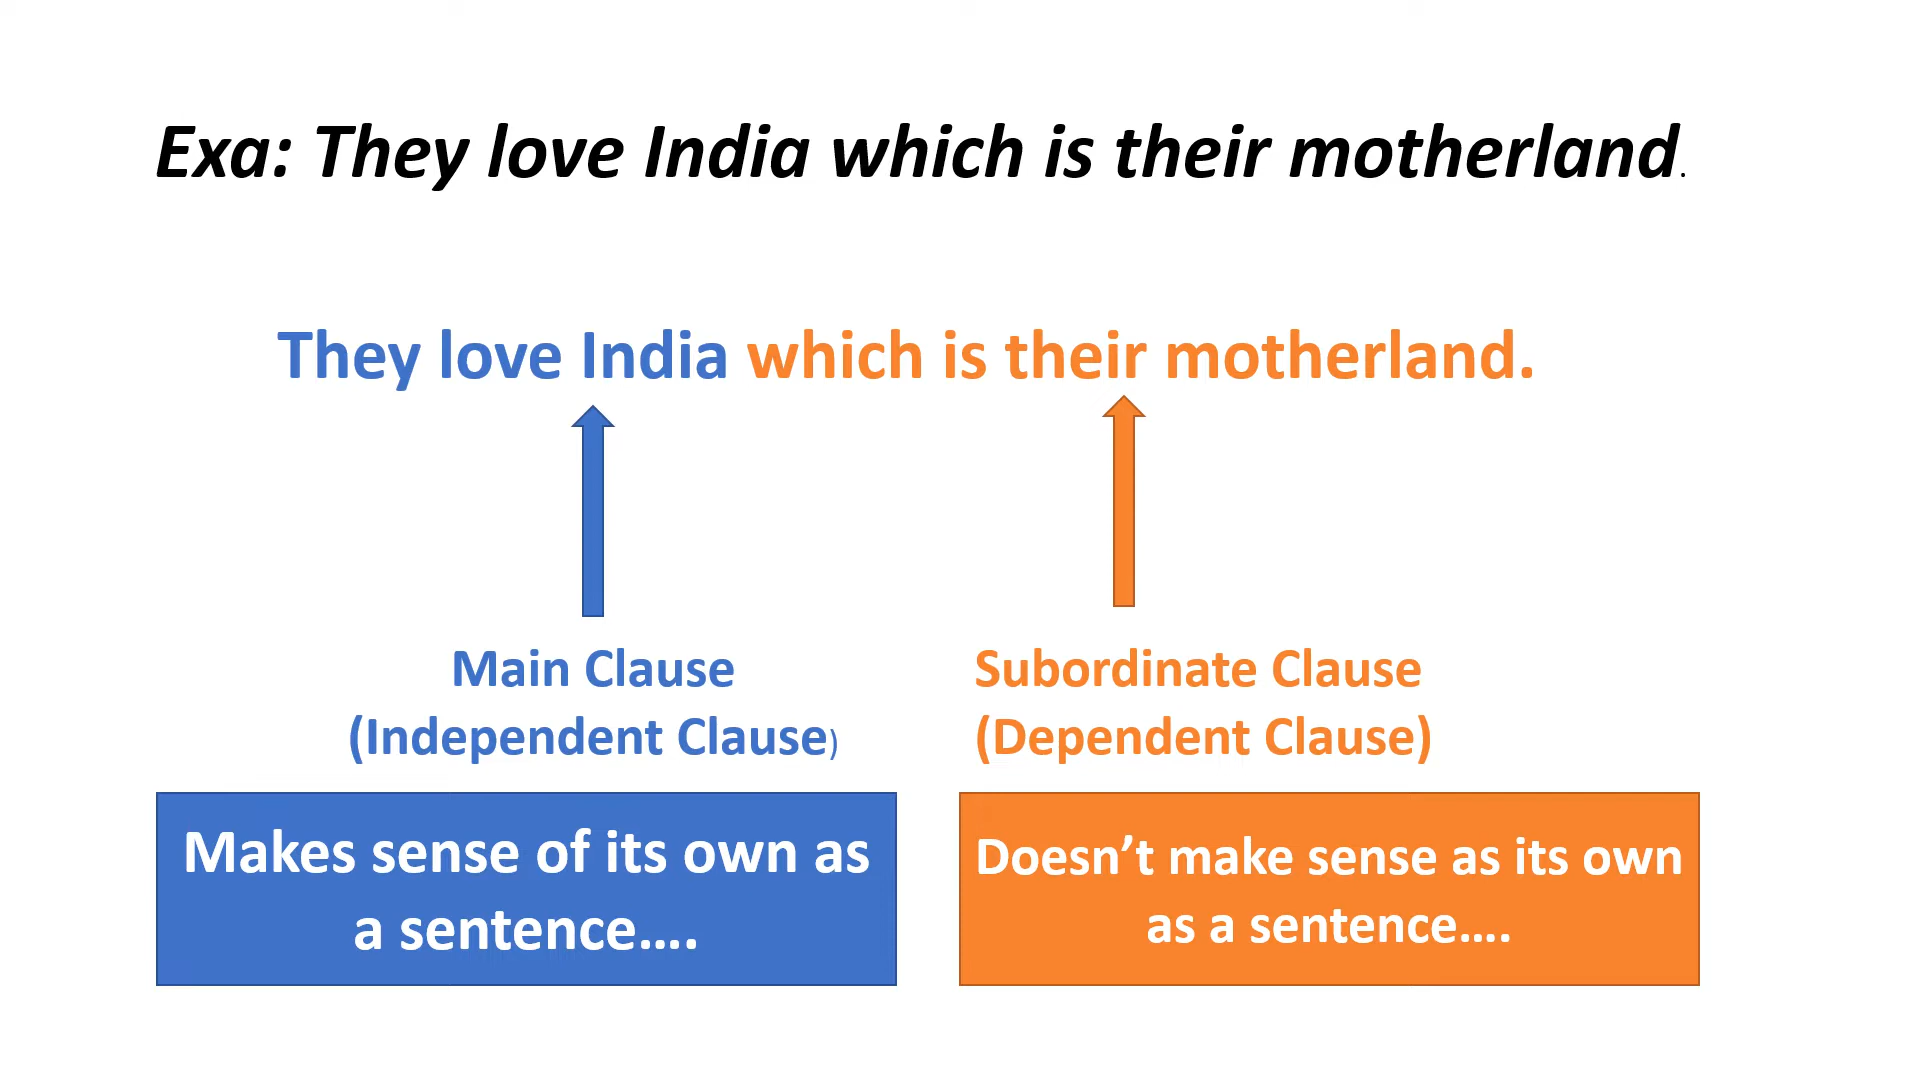 Exa: They love India which is their motherland.
They love India which is their motherland.
Main Clause
(Independent Clause)
Subordinate Clause
(Dependent Clause)
Makes sense of its own as
a sentence....
Doesn’t make sense as its own
as a sentence....